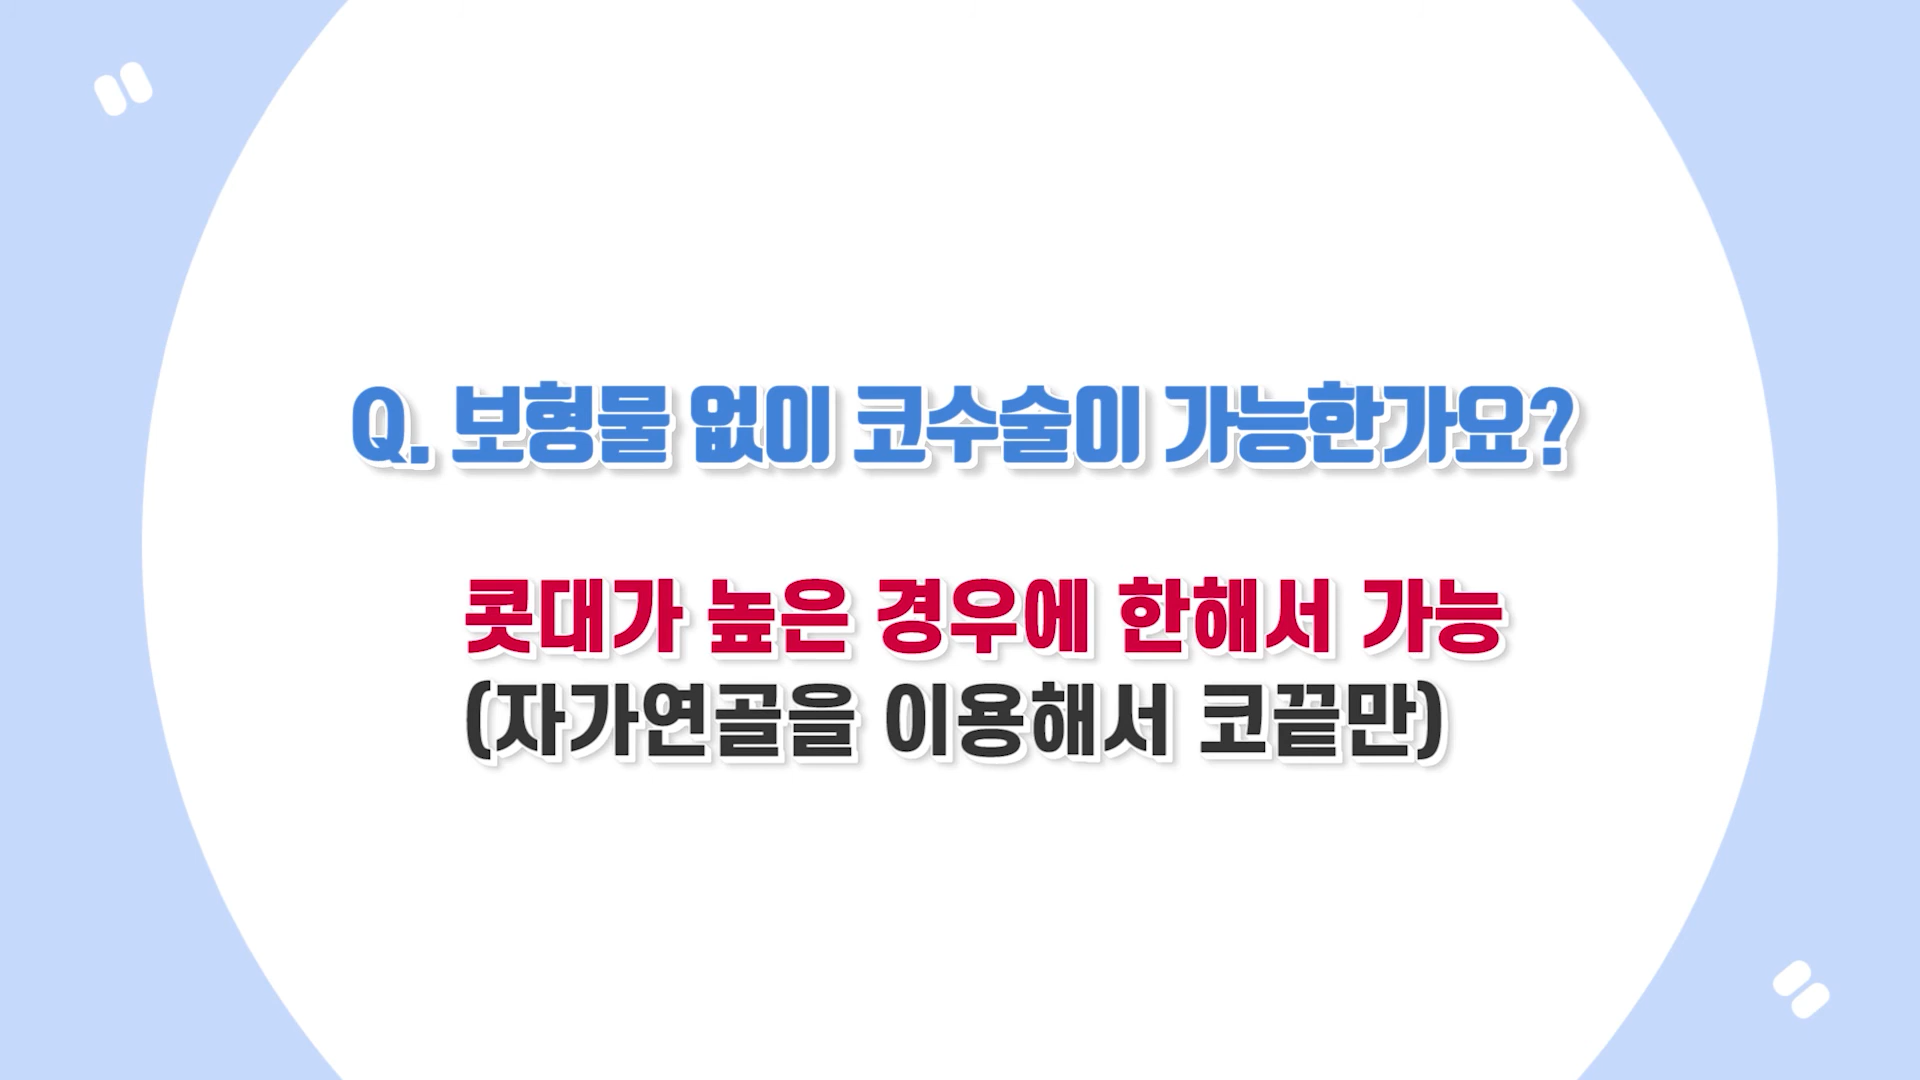 Q. 보형물 없이 코수술이 가능한가요?
콧대가 높은 경우에 한해서 가능
(자가연골을 이용해서 코끝만)